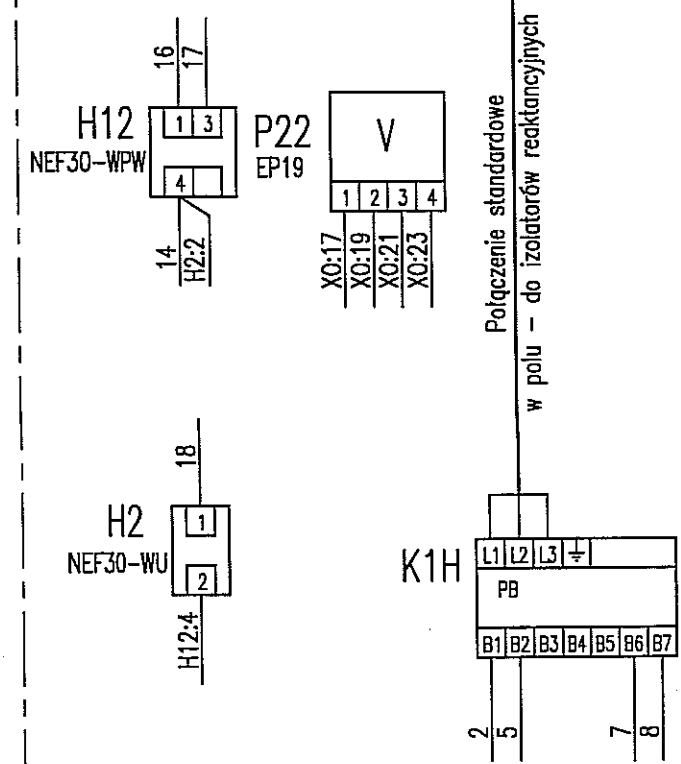 16
17
H12
NEF30-WPW
1 3
4
14
H2:2
P22
EP19
V
1 2 3 4
X0:17
X0:19
X0:21
X0:23
Połączenie standardowe
w polu – do izolatorów reaktancyjnych
18
H2
NEF30-WU
1
2
H12:4
K1H
L1 L2 L3
PB
B1 B2 B3 B4 B5 B6 B7
2
5
7
8